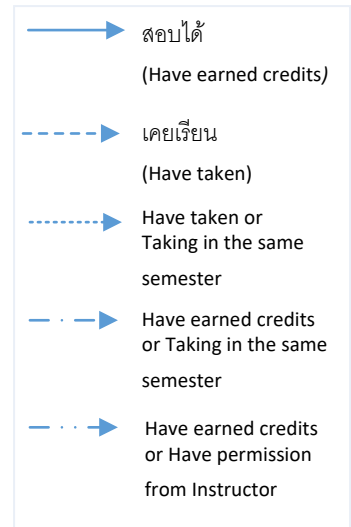 สอบได้
(Have earned credits)
เคยเรียน
(Have taken)
Have taken or
Taking in the same
semester
Have earned credits
or Taking in the same
semester
Have earned credits
or Have permission
from Instructor